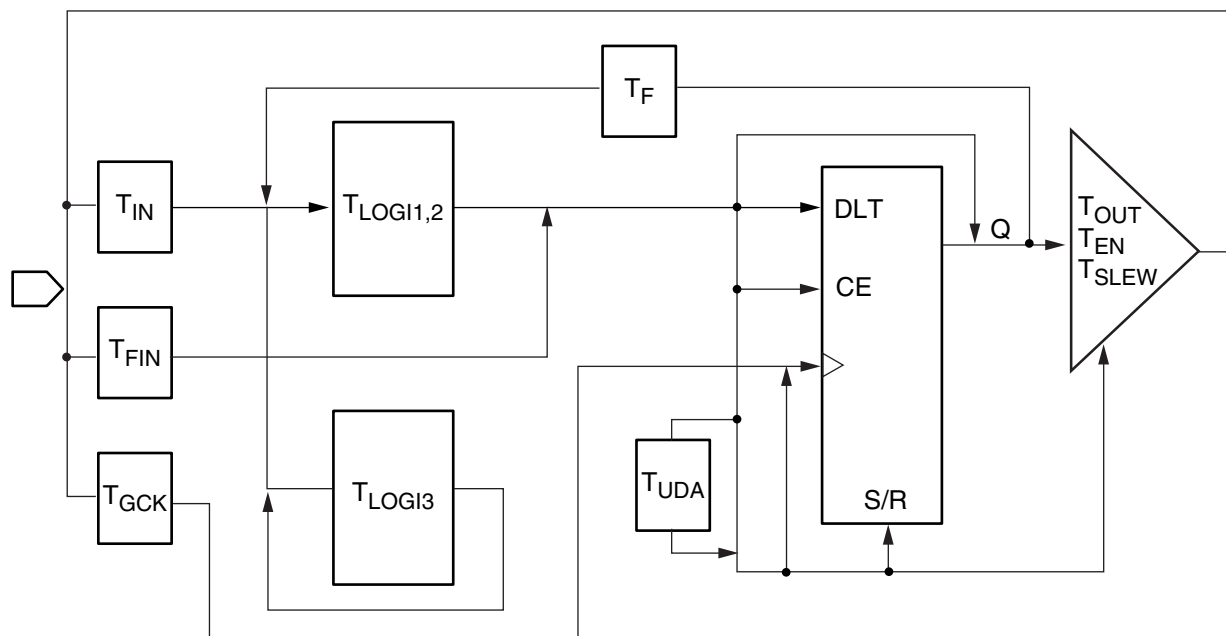 T_F
T_IN
T_LOGI1,2
DLT
Q
T_OUT
T_EN
T_SLEW
CE
T_FIN
T_GCK
T_LOGI3
T_UDA
S/R